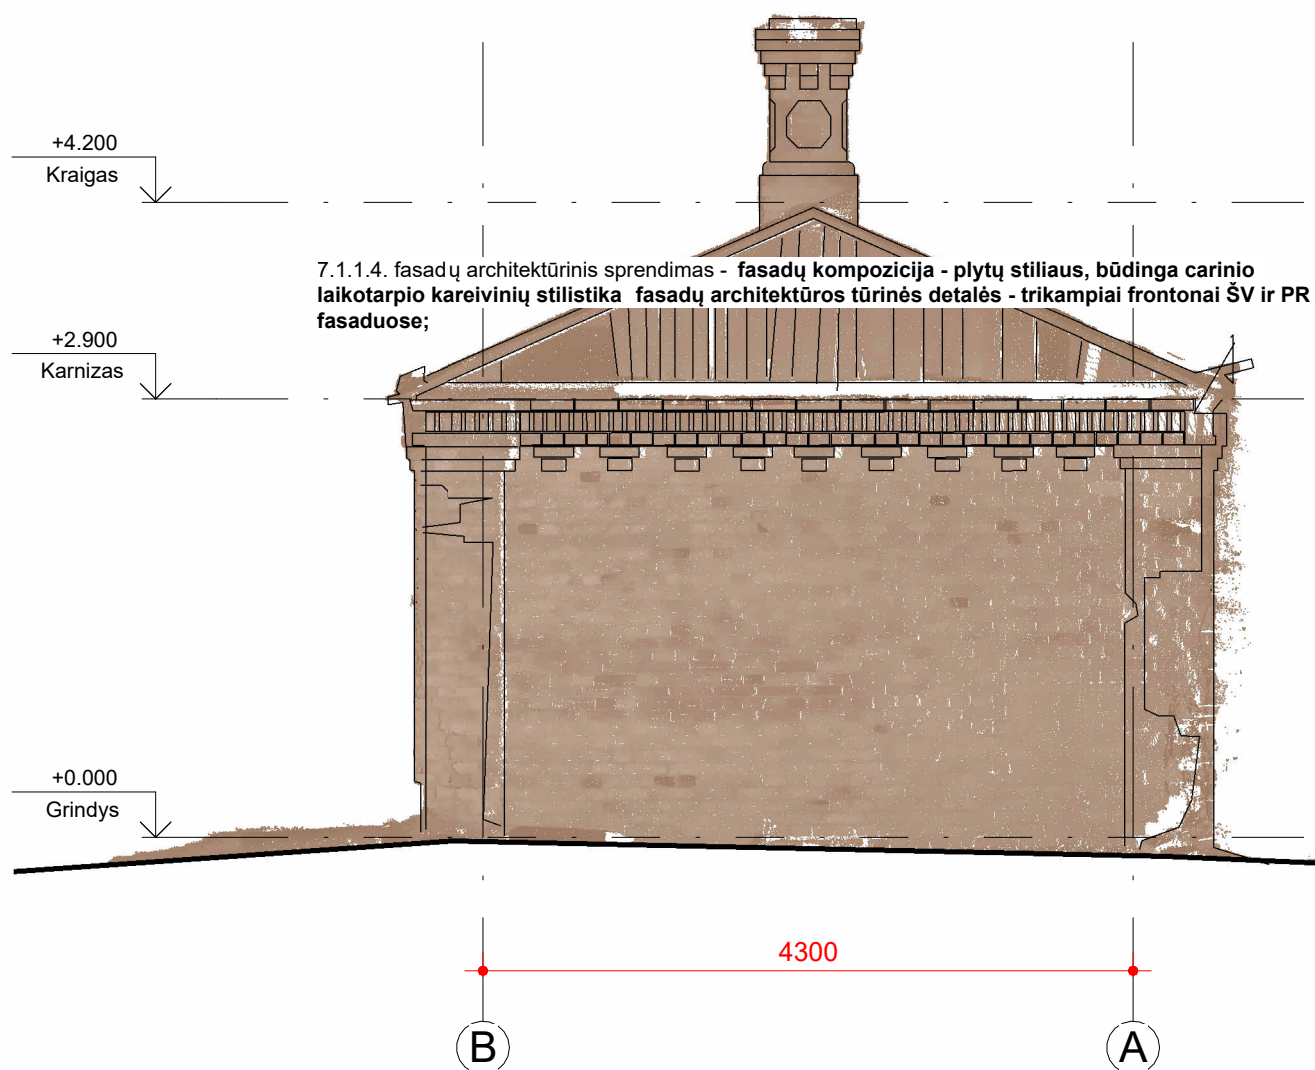 +4.200
Kraigas
7.1.1.4. fasadų architektūrinis sprendimas - fasadų kompozicija - plytų stiliaus, būdinga carinio
laikotarpio kareivinių stilistika fasadų architektūros tūrinės detalės - trikampiai frontonai ŠV ir PR
fasaduose;
+2.900
Karnizas
+0.000
Grindys
4300
B
A